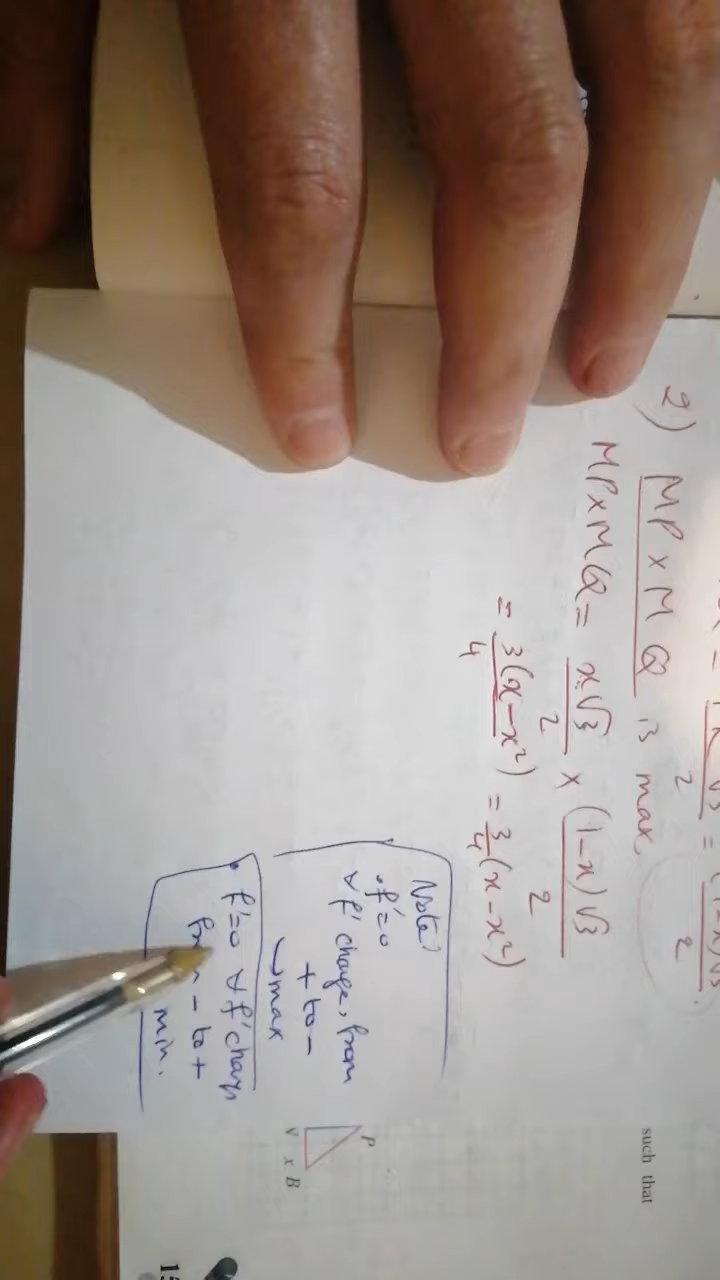 2) MP x MQ is max.
MP x MQ = x√3/2 x (1-x)√3/2
= 3(x-x²)/4 = 3/4(x-x²)
Note:
• f'=0
& f' change, from
+ to -
↳ max
• f'=0 & f' chang
from - to +
min.
such that
P
V x B